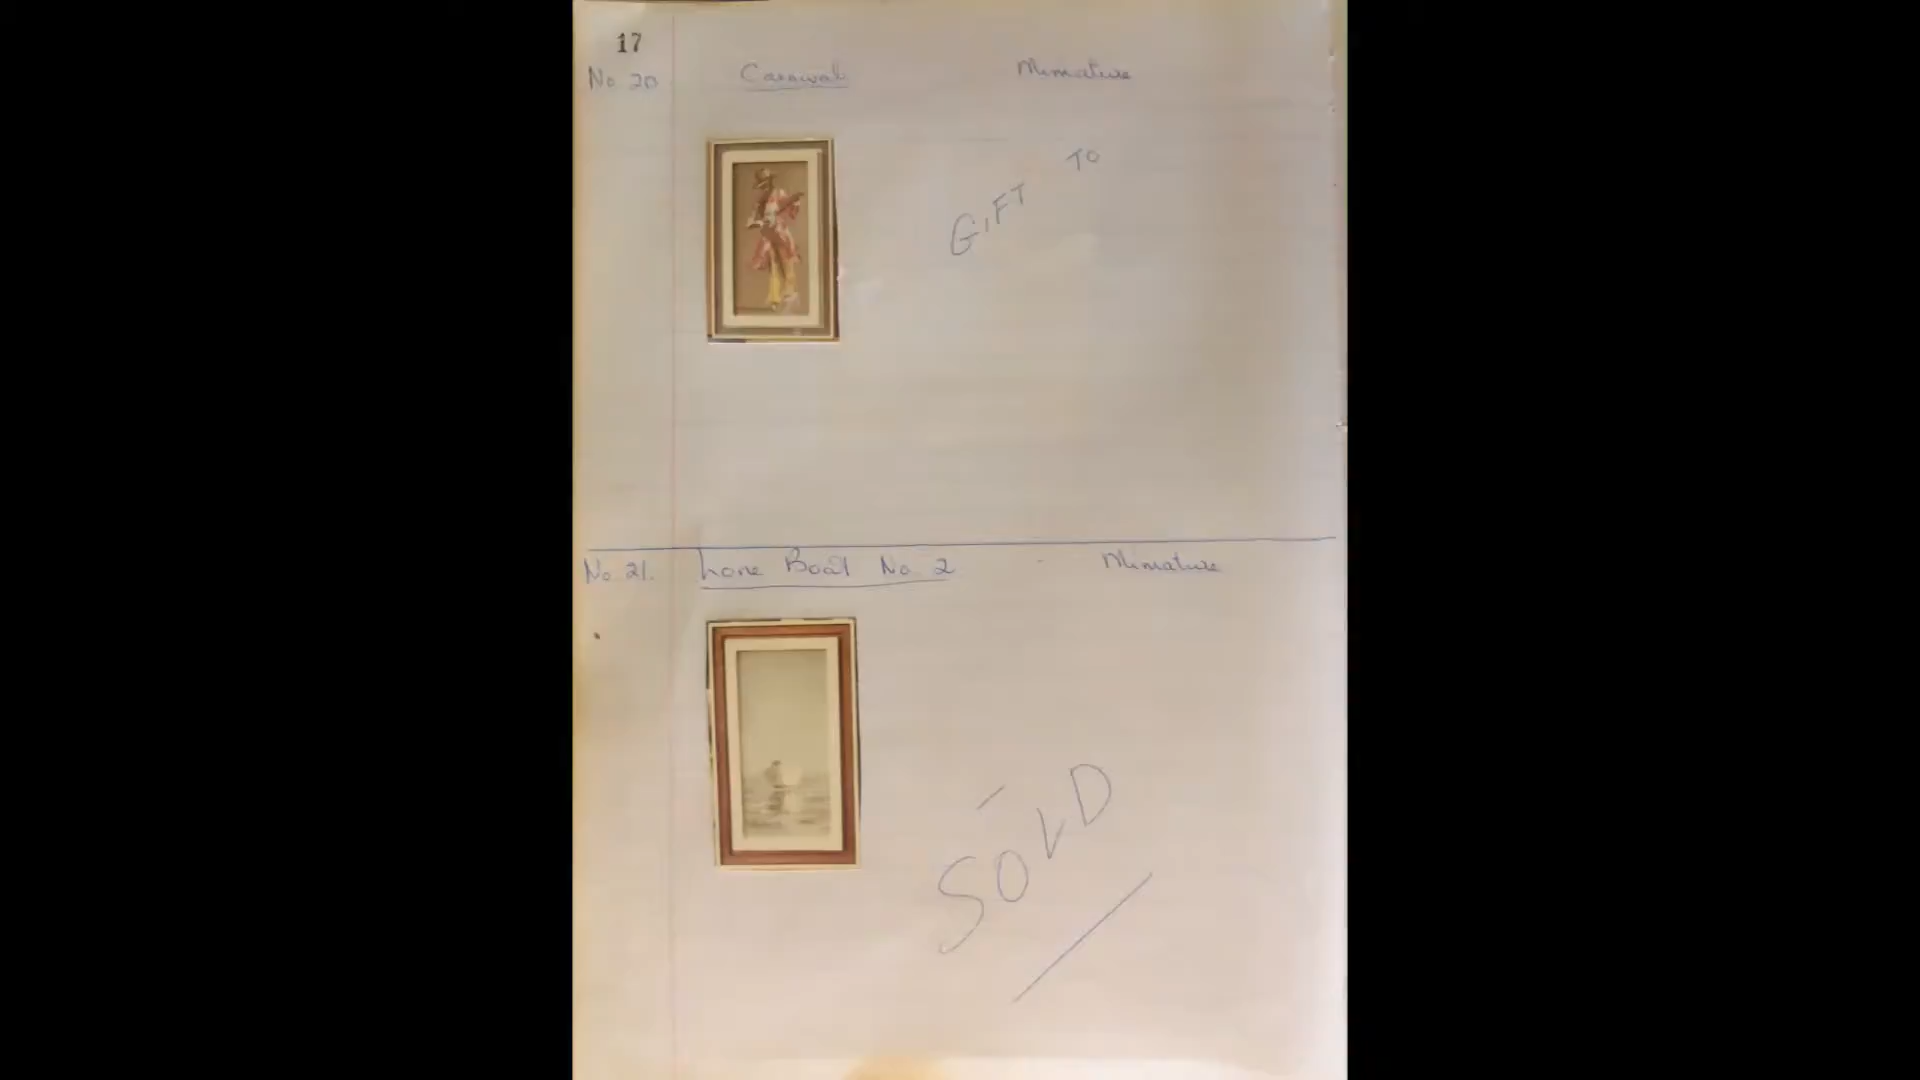 17
No. 20 Carnival Miniature
GIFT TO
No. 21. Lone Boat No. 2 - Miniature
SOLD